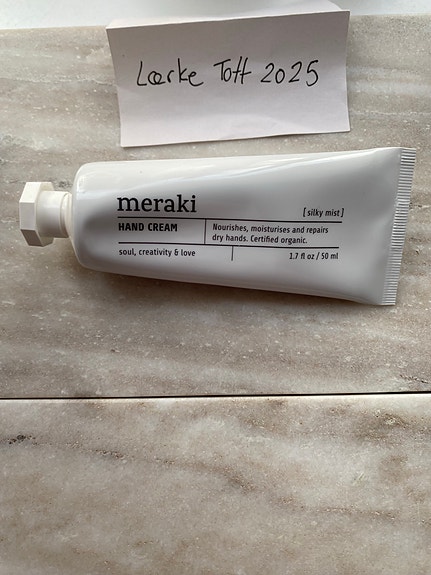 Lærke Toft 2025
meraki
[ silky mist ]
HAND CREAM
Nourishes, moisturises and repairs
dry hands. Certified organic.
soul, creativity & love
1.7 fl oz / 50 ml